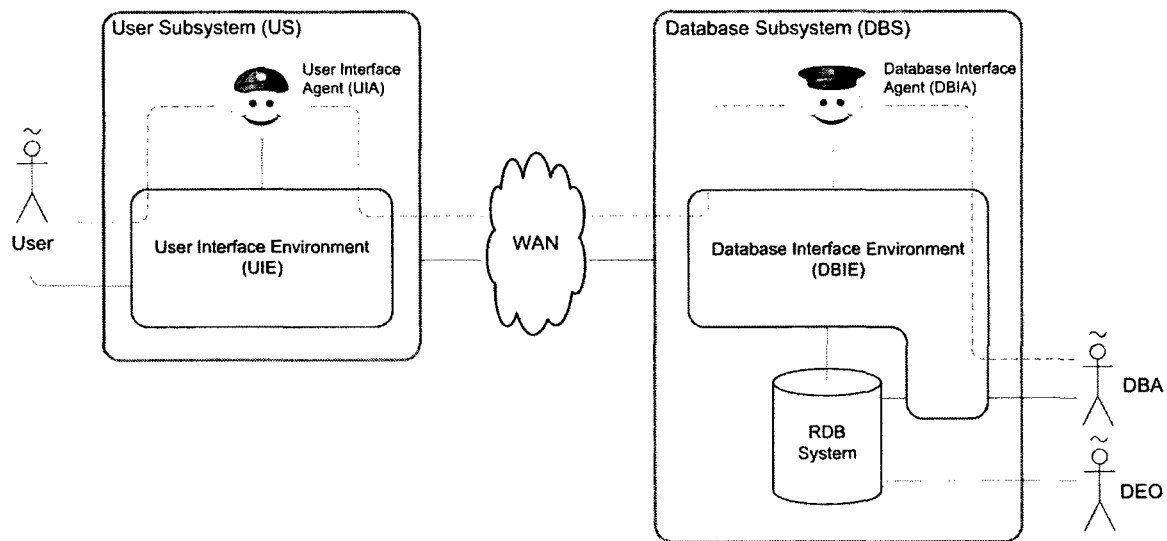 User Subsystem (US)
User Interface
Agent (UIA)
User
User Interface Environment
(UIE)
WAN
Database Subsystem (DBS)
Database Interface
Agent (DBIA)
Database Interface Environment
(DBIE)
RDB
System
DBA
DEO